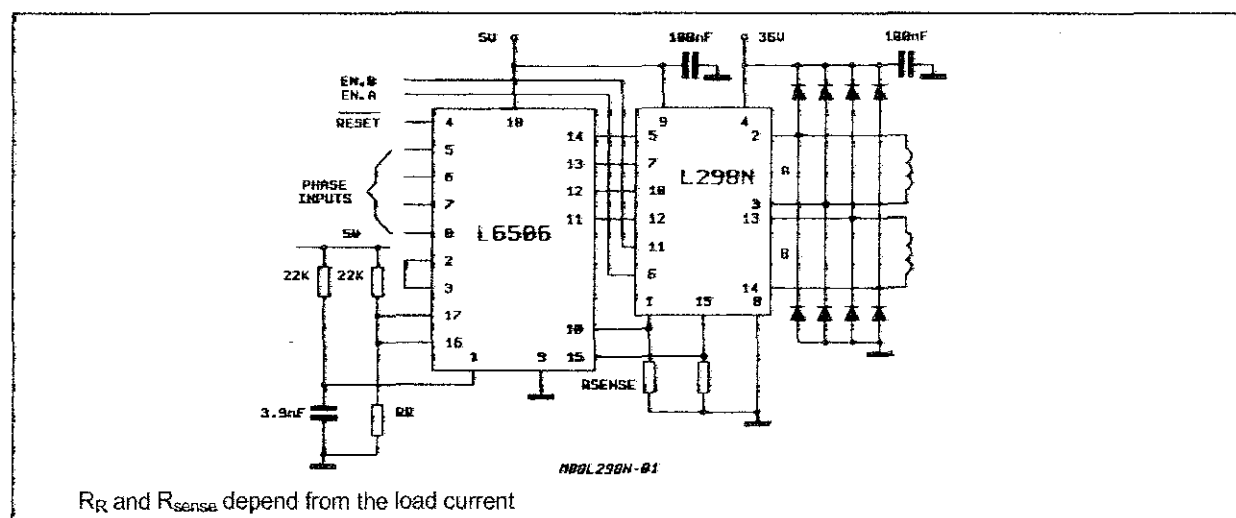 5V 100nF 36V 100nF
EN.B
EN.A
RESET 4 18 14 5 9 4 2
PHASE INPUTS
5 13 7 L298N A
6 12 10 3
7 11 12 13
8 L6506 11 B
5V 2 6 14
22K 22K 3 1 15 8
17 10
16 15
1 9 RSENSE
3.9nF RR
M00L298N-01
R_R and R_sense depend from the load current